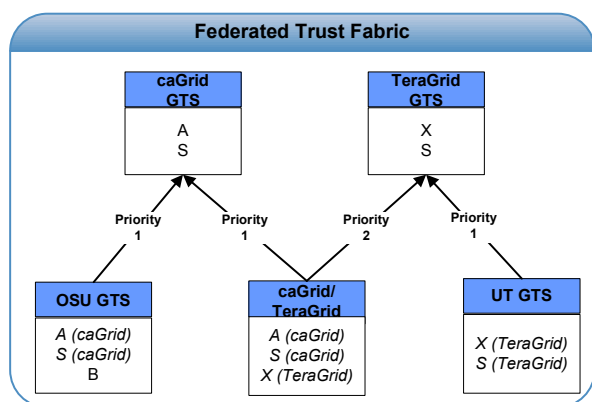 Federated Trust Fabric
caGrid
GTS
A
S
TeraGrid
GTS
X
S
Priority
1
Priority
1
Priority
2
Priority
1
OSU GTS
A (caGrid)
S (caGrid)
B
caGrid/
TeraGrid
A (caGrid)
S (caGrid)
X (TeraGrid)
UT GTS
X (TeraGrid)
S (TeraGrid)